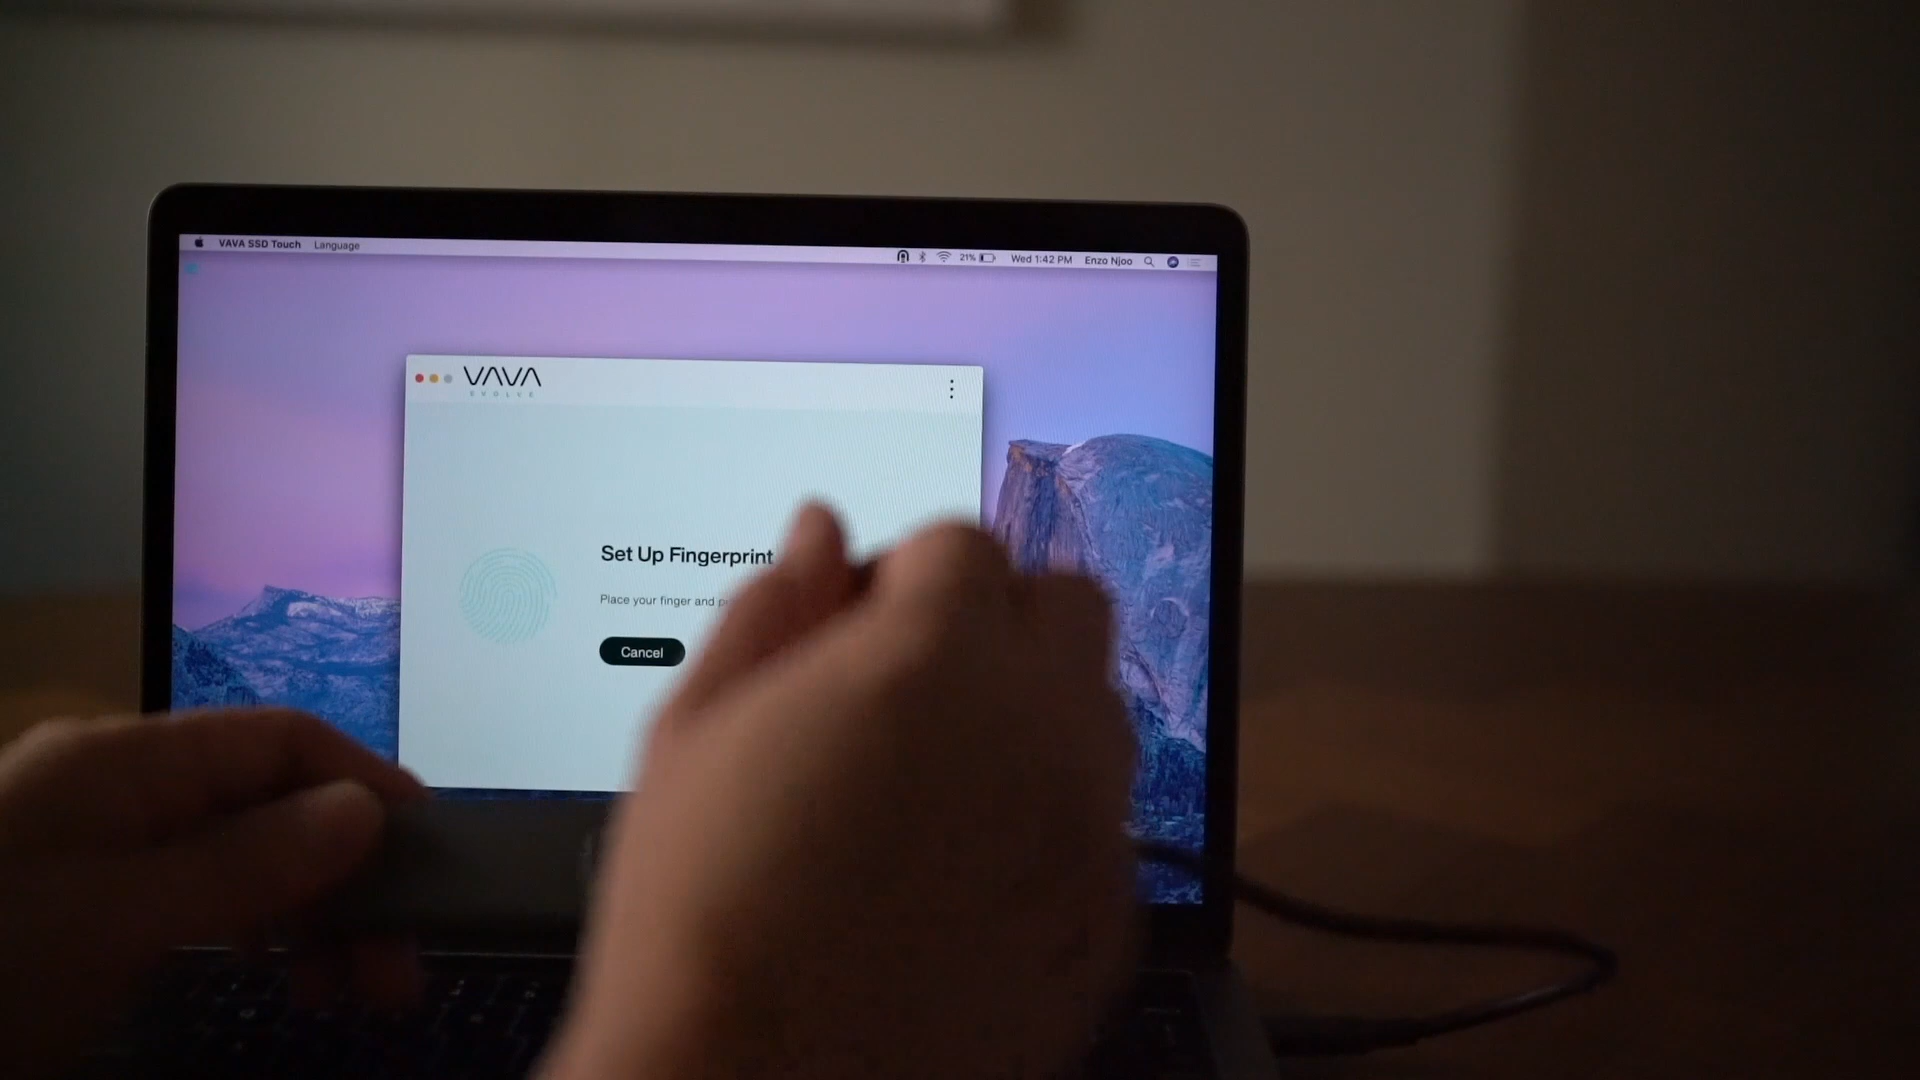 VAVA SSD Touch Language 21% Wed 1:42 PM Enzo Njoo
VAVA
EVOLVE
Set Up Fingerprint
Place your finger and
Cancel